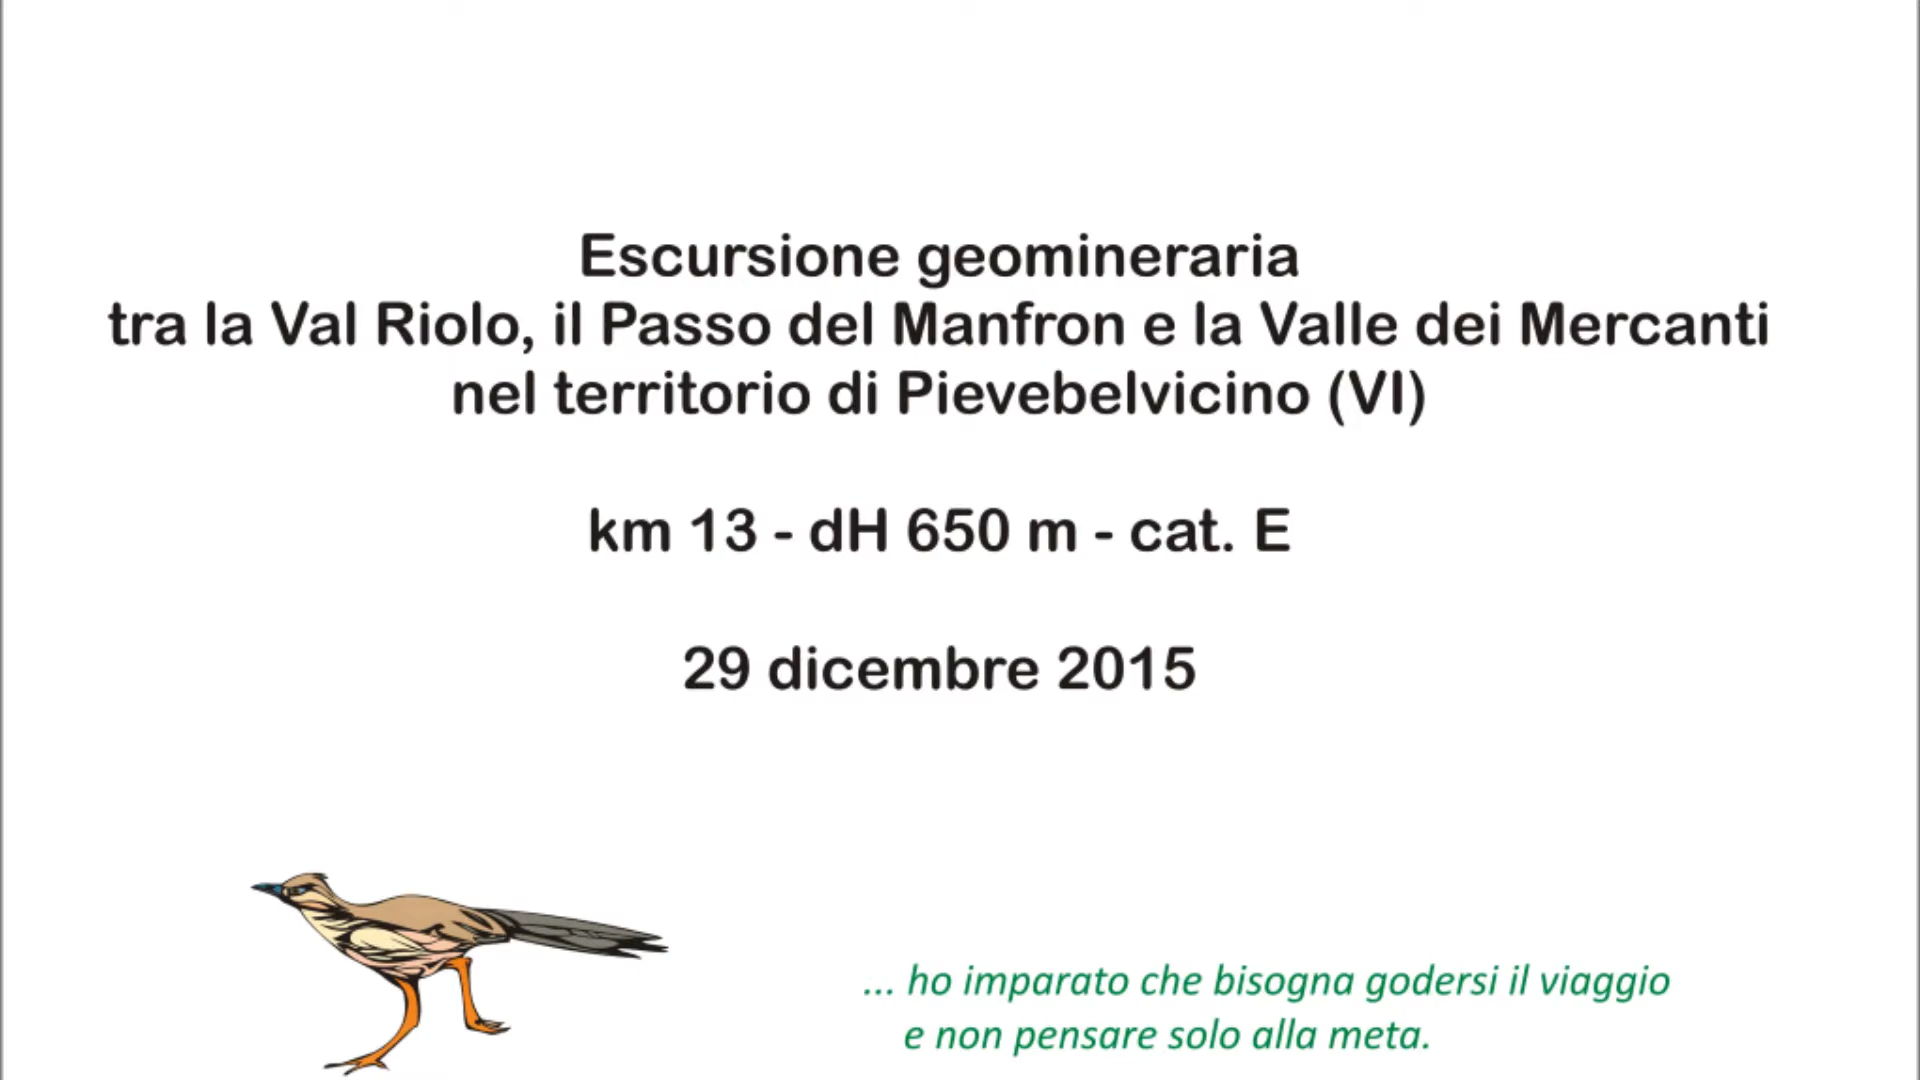 Escursione geomineraria
tra la Val Riolo, il Passo del Manfron e la Valle dei Mercanti
nel territorio di Pievebelvicino (VI)
km 13 - dH 650 m - cat. E
29 dicembre 2015
... ho imparato che bisogna godersi il viaggio
e non pensare solo alla meta.